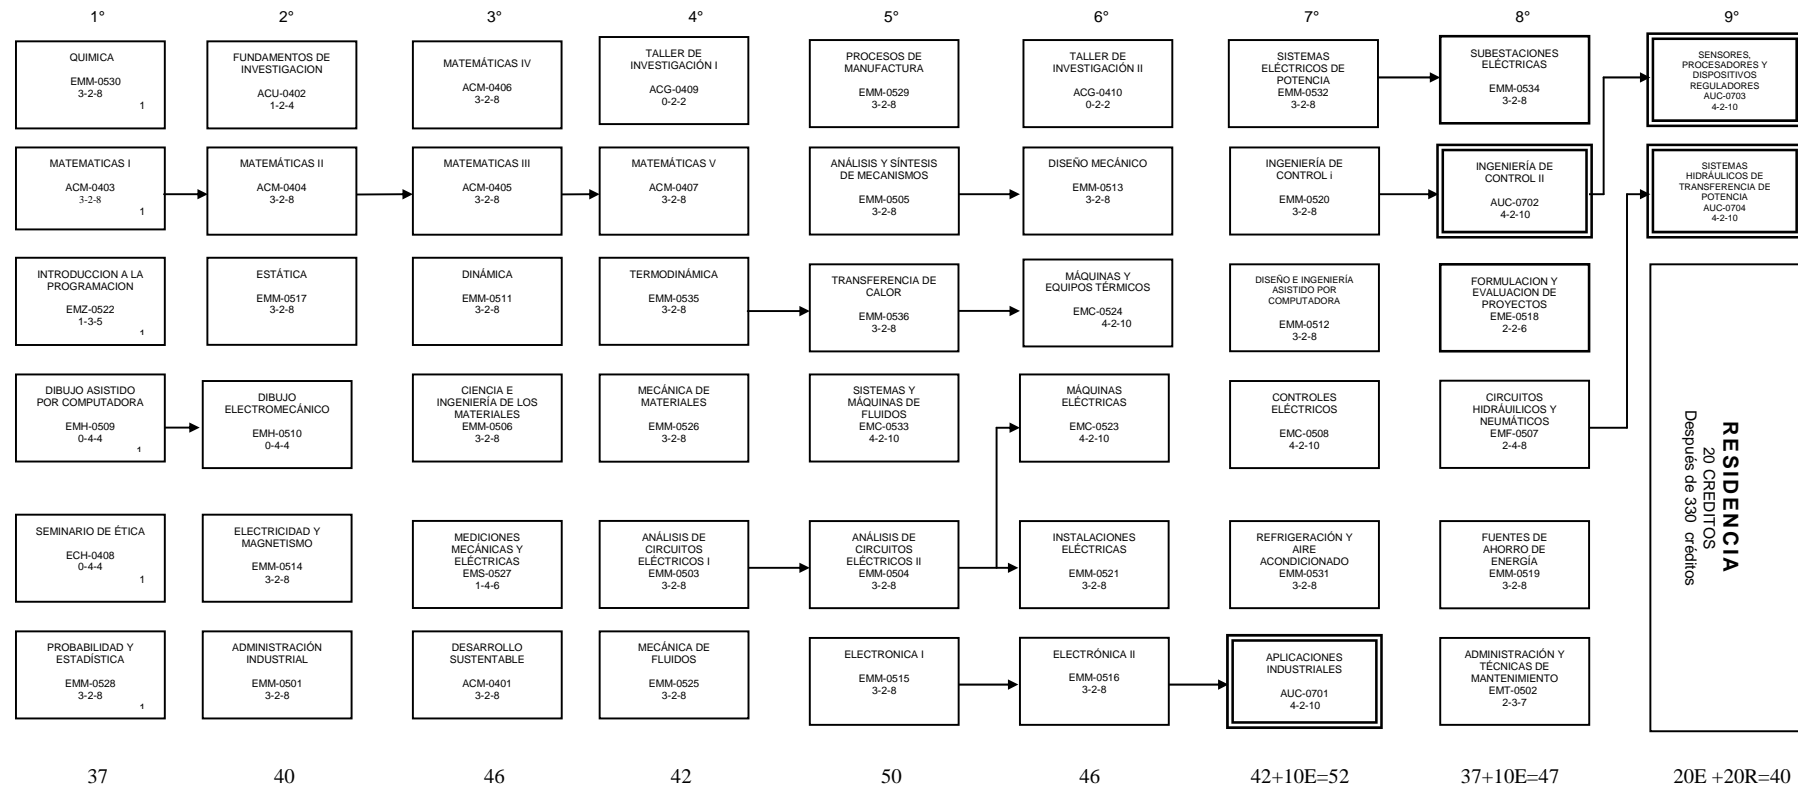 1°
2°
3°
4°
5°
6°
7°
8°
9°
QUIMICA
EMM-0530
3-2-8
1
FUNDAMENTOS DE
INVESTIGACION
ACU-0402
1-2-4
MATEMÁTICAS IV
ACM-0406
3-2-8
TALLER DE
INVESTIGACIÓN I
ACG-0409
0-2-2
PROCESOS DE
MANUFACTURA
EMM-0529
3-2-8
TALLER DE
INVESTIGACIÓN II
ACG-0410
0-2-2
SISTEMAS
ELÉCTRICOS DE
POTENCIA
EMM-0532
3-2-8
SUBESTACIONES
ELÉCTRICAS
EMM-0534
3-2-8
SENSORES,
PROCESADORES Y
DISPOSITIVOS
REGULADORES
AUC-0703
4-2-10
MATEMATICAS I
ACM-0403
3-2-8
1
MATEMÁTICAS II
ACM-0404
3-2-8
MATEMATICAS III
ACM-0405
3-2-8
MATEMÁTICAS V
ACM-0407
3-2-8
ANÁLISIS Y SÍNTESIS
DE MECANISMOS
EMM-0505
3-2-8
DISEÑO MECÁNICO
EMM-0513
3-2-8
INGENIERÍA DE
CONTROL i
EMM-0520
3-2-8
INGENIERÍA DE
CONTROL II
AUC-0702
4-2-10
SISTEMAS
HIDRÁULICOS DE
TRANSFERENCIA DE
POTENCIA
AUC-0704
4-2-10
INTRODUCCION A LA
PROGRAMACION
EMZ-0522
1-3-5
1
ESTÁTICA
EMM-0517
3-2-8
DINÁMICA
EMM-0511
3-2-8
TERMODINÁMICA
EMM-0535
3-2-8
TRANSFERENCIA DE
CALOR
EMM-0536
3-2-8
MÁQUINAS Y
EQUIPOS TÉRMICOS
EMC-0524
4-2-10
DISEÑO E INGENIERÍA
ASISTIDO POR
COMPUTADORA
EMM-0512
3-2-8
FORMULACION Y
EVALUACION DE
PROYECTOS
EME-0518
2-2-6
DIBUJO ASISTIDO
POR COMPUTADORA
EMH-0509
0-4-4
1
DIBUJO
ELECTROMECÁNICO
EMH-0510
0-4-4
CIENCIA E
INGENIERÍA DE LOS
MATERIALES
EMM-0506
3-2-8
MECÁNICA DE
MATERIALES
EMM-0526
3-2-8
SISTEMAS Y
MÁQUINAS DE
FLUIDOS
EMC-0533
4-2-10
MÁQUINAS
ELÉCTRICAS
EMC-0523
4-2-10
CONTROLES
ELÉCTRICOS
EMC-0508
4-2-10
CIRCUITOS
HIDRÁULICOS Y
NEUMÁTICOS
EMF-0507
2-4-8
RESIDENCIA
20 CREDITOS
Después de 330 créditos
SEMINARIO DE ÉTICA
ECH-0408
0-4-4
1
ELECTRICIDAD Y
MAGNETISMO
EMM-0514
3-2-8
MEDICIONES
MECÁNICAS Y
ELÉCTRICAS
EMS-0527
1-4-6
ANÁLISIS DE
CIRCUITOS
ELÉCTRICOS I
EMM-0503
3-2-8
ANÁLISIS DE
CIRCUITOS
ELÉCTRICOS II
EMM-0504
3-2-8
INSTALACIONES
ELÉCTRICAS
EMM-0521
3-2-8
REFRIGERACIÓN Y
AIRE
ACONDICIONADO
EMM-0531
3-2-8
FUENTES DE
AHORRO DE
ENERGÍA
EMM-0519
3-2-8
PROBABILIDAD Y
ESTADÍSTICA
EMM-0528
3-2-8
1
ADMINISTRACIÓN
INDUSTRIAL
EMM-0501
3-2-8
DESARROLLO
SUSTENTABLE
ACM-0401
3-2-8
MECÁNICA DE
FLUIDOS
EMM-0525
3-2-8
ELECTRONICA I
EMM-0515
3-2-8
ELECTRÓNICA II
EMM-0516
3-2-8
APLICACIONES
INDUSTRIALES
AUC-0701
4-2-10
ADMINISTRACIÓN Y
TÉCNICAS DE
MANTENIMIENTO
EMT-0502
2-3-7
37
40
46
42
50
46
42+10E=52
37+10E=47
20E +20R=40